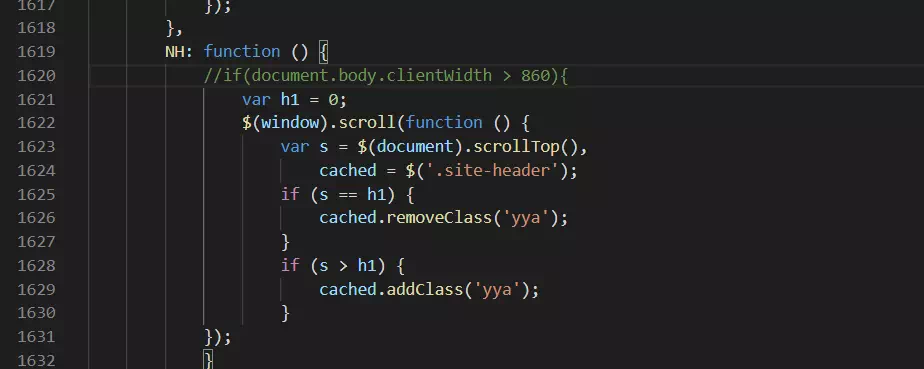 1617 });
1618 },
1619 NH: function () {
1620 //if(document.body.clientWidth > 860){
1621 var h1 = 0;
1622 $(window).scroll(function () {
1623 var s = $(document).scrollTop(),
1624 cached = $('.site-header');
1625 if (s == h1) {
1626 cached.removeClass('yya');
1627 }
1628 if (s > h1) {
1629 cached.addClass('yya');
1630 }
1631 });
1632 }